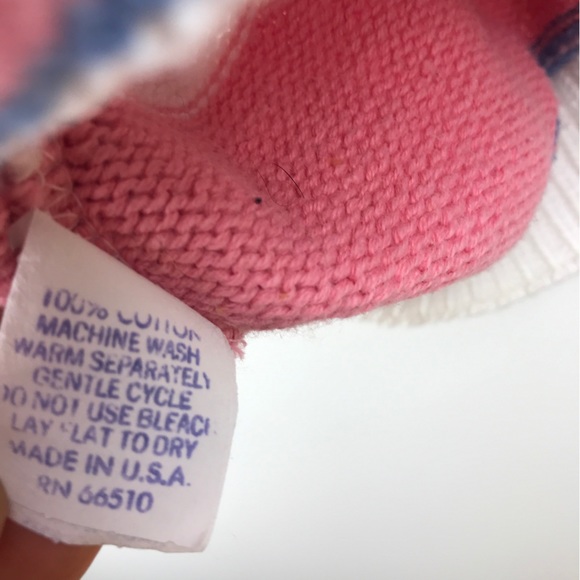 100% COTTON
MACHINE WASH
WARM SEPARATELY
GENTLE CYCLE
DO NOT USE BLEACH
LAY FLAT TO DRY
MADE IN U.S.A.
RN 66510